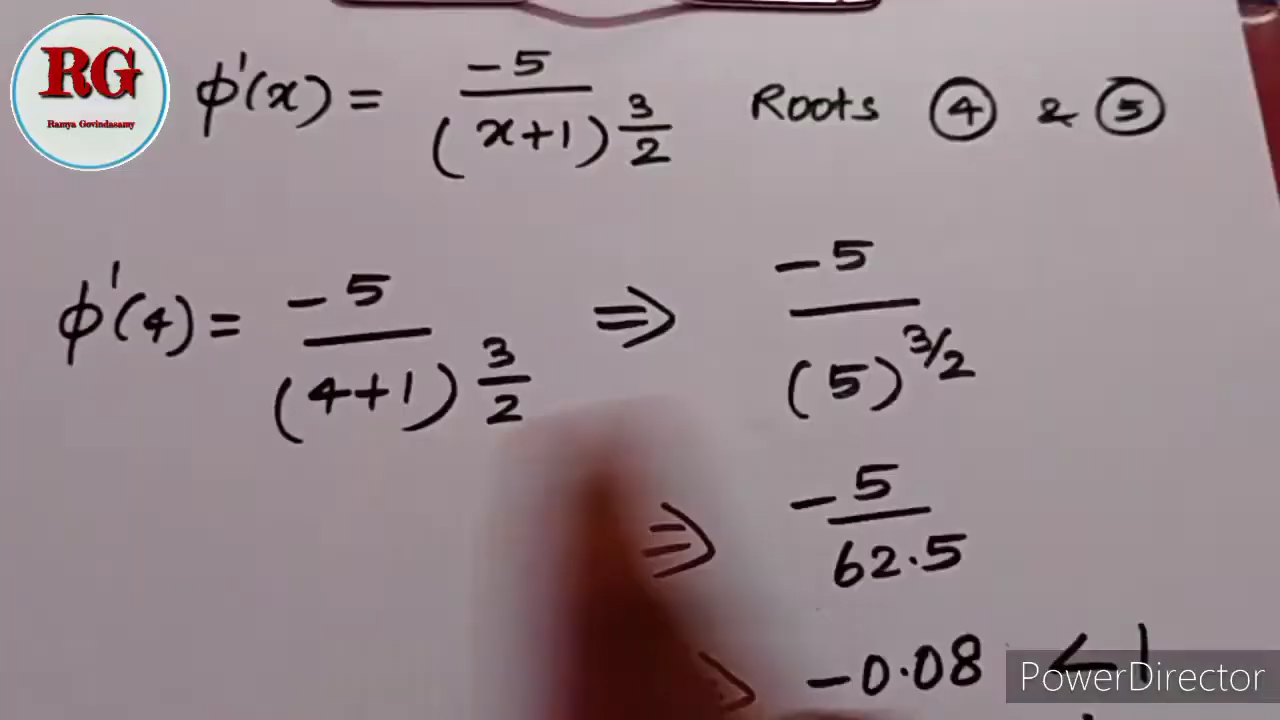 RG
Ramya Govindasamy
ϕ'(x) = -5/(x+1)^3/2 Roots ④ & ⑤
ϕ'(4) = -5/(4+1)^3/2 ⇒ -5/(5)^3/2
⇒ -5/62.5
-0.08 < 1
PowerDirector